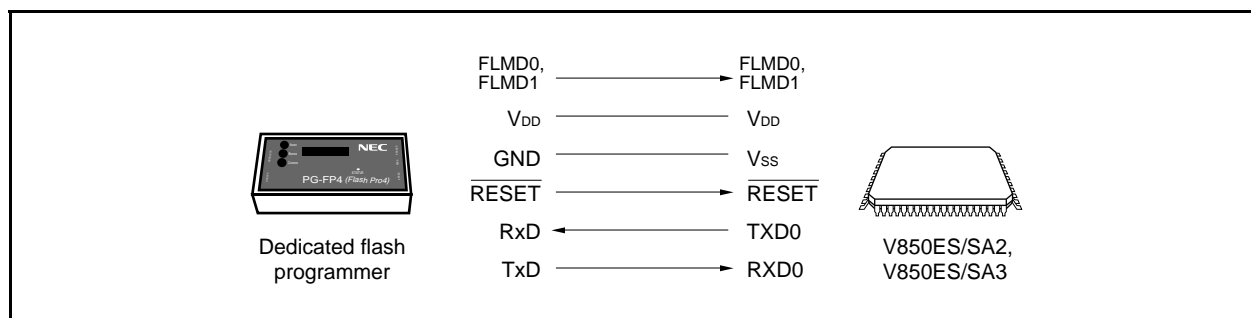 FLMD0,
FLMD1
FLMD0,
FLMD1
VDD
VDD
NEC
GND
VSS
PG-FP4 (Flash Pro4)
RESET
RESET
RxD
TXD0
Dedicated flash
programmer
V850ES/SA2,
V850ES/SA3
TxD
RXD0